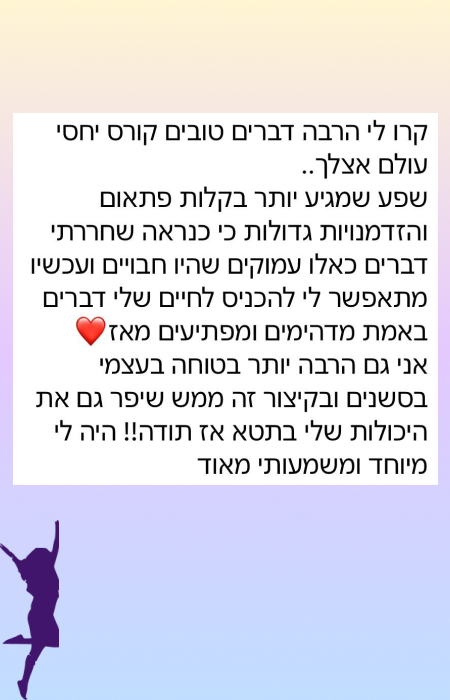 קרו לי הרבה דברים טובים קורס יחסי
עולם אצלך..
שפע שמגיע יותר בקלות פתאום
והזדמנויות גדולות כי כנראה שחררתי
דברים כאלו עמוקים שהיו חבויים ועכשיו
מתאפשר לי להכניס לחיים שלי דברים
באמת מדהימים ומפתיעים מאז❤️
אני גם הרבה יותר בטוחה בעצמי
בסשנים ובקיצור זה ממש שיפר גם את
היכולות שלי בתטא אז תודה!! היה לי
מיוחד ומשמעותי מאוד